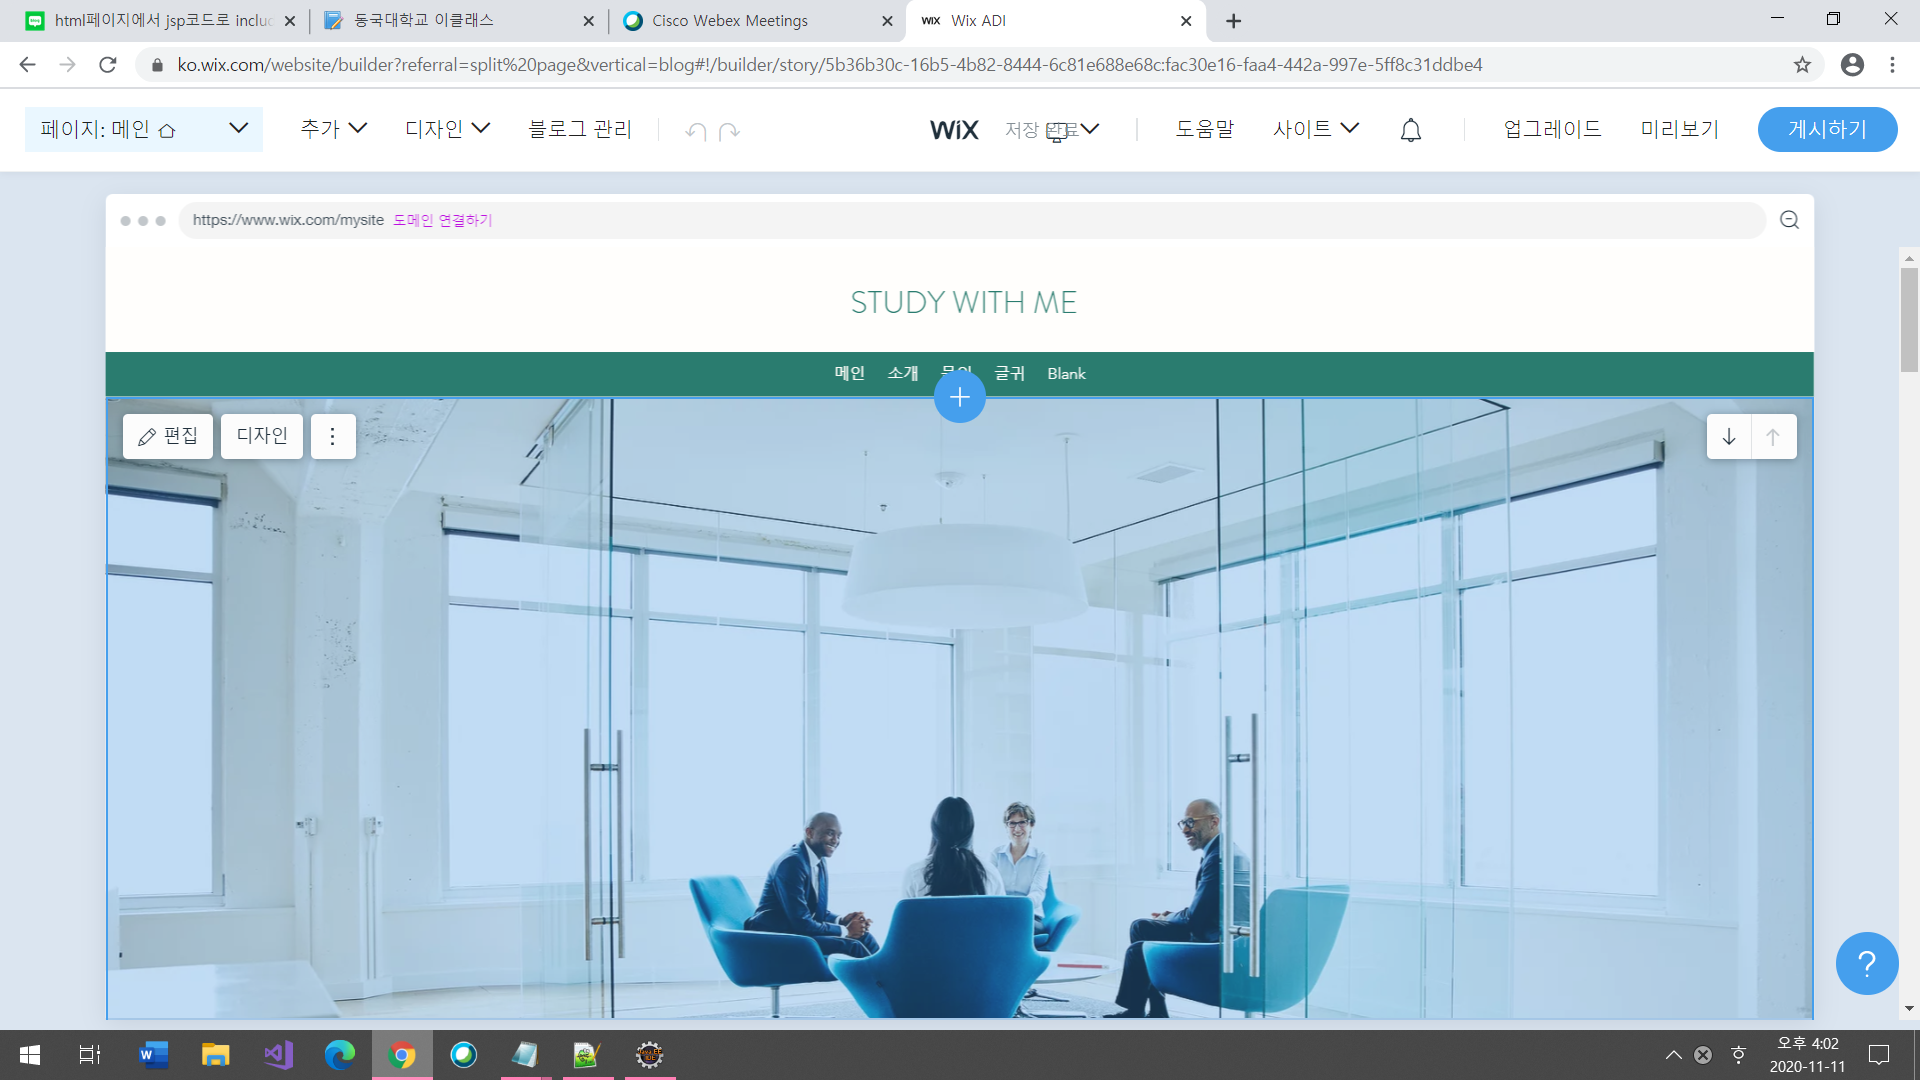 html페이지에서 jsp코드로 inclu
동국대학교 이클래스
Cisco Webex Meetings
WIX Wix ADI
ko.wix.com/website/builder?referral=split%20page&vertical=blog#!/builder/story/5b36b30c-16b5-4b82-8444-6c81e688e68c:fac30e16-faa4-442a-997e-5ff8c31ddbe4
페이지: 메인
추가
디자인
블로그 관리
WiX
저장 완료
도움말
사이트
업그레이드
미리보기
게시하기
https://www.wix.com/mysite 도메인 연결하기
STUDY WITH ME
메인 소개 글귀 Blank
편집
디자인
?
오후 4:02
2020-11-11